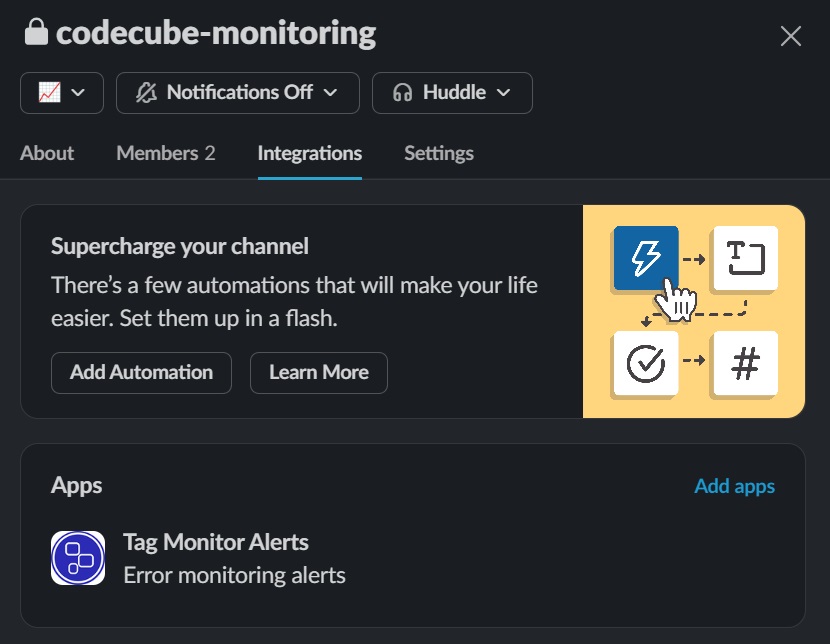 codecube-monitoring
Notifications Off
Huddle
About
Members 2
Integrations
Settings
Supercharge your channel
There's a few automations that will make your life
easier. Set them up in a flash.
Add Automation
Learn More
T
#
Apps
Add apps
Tag Monitor Alerts
Error monitoring alerts